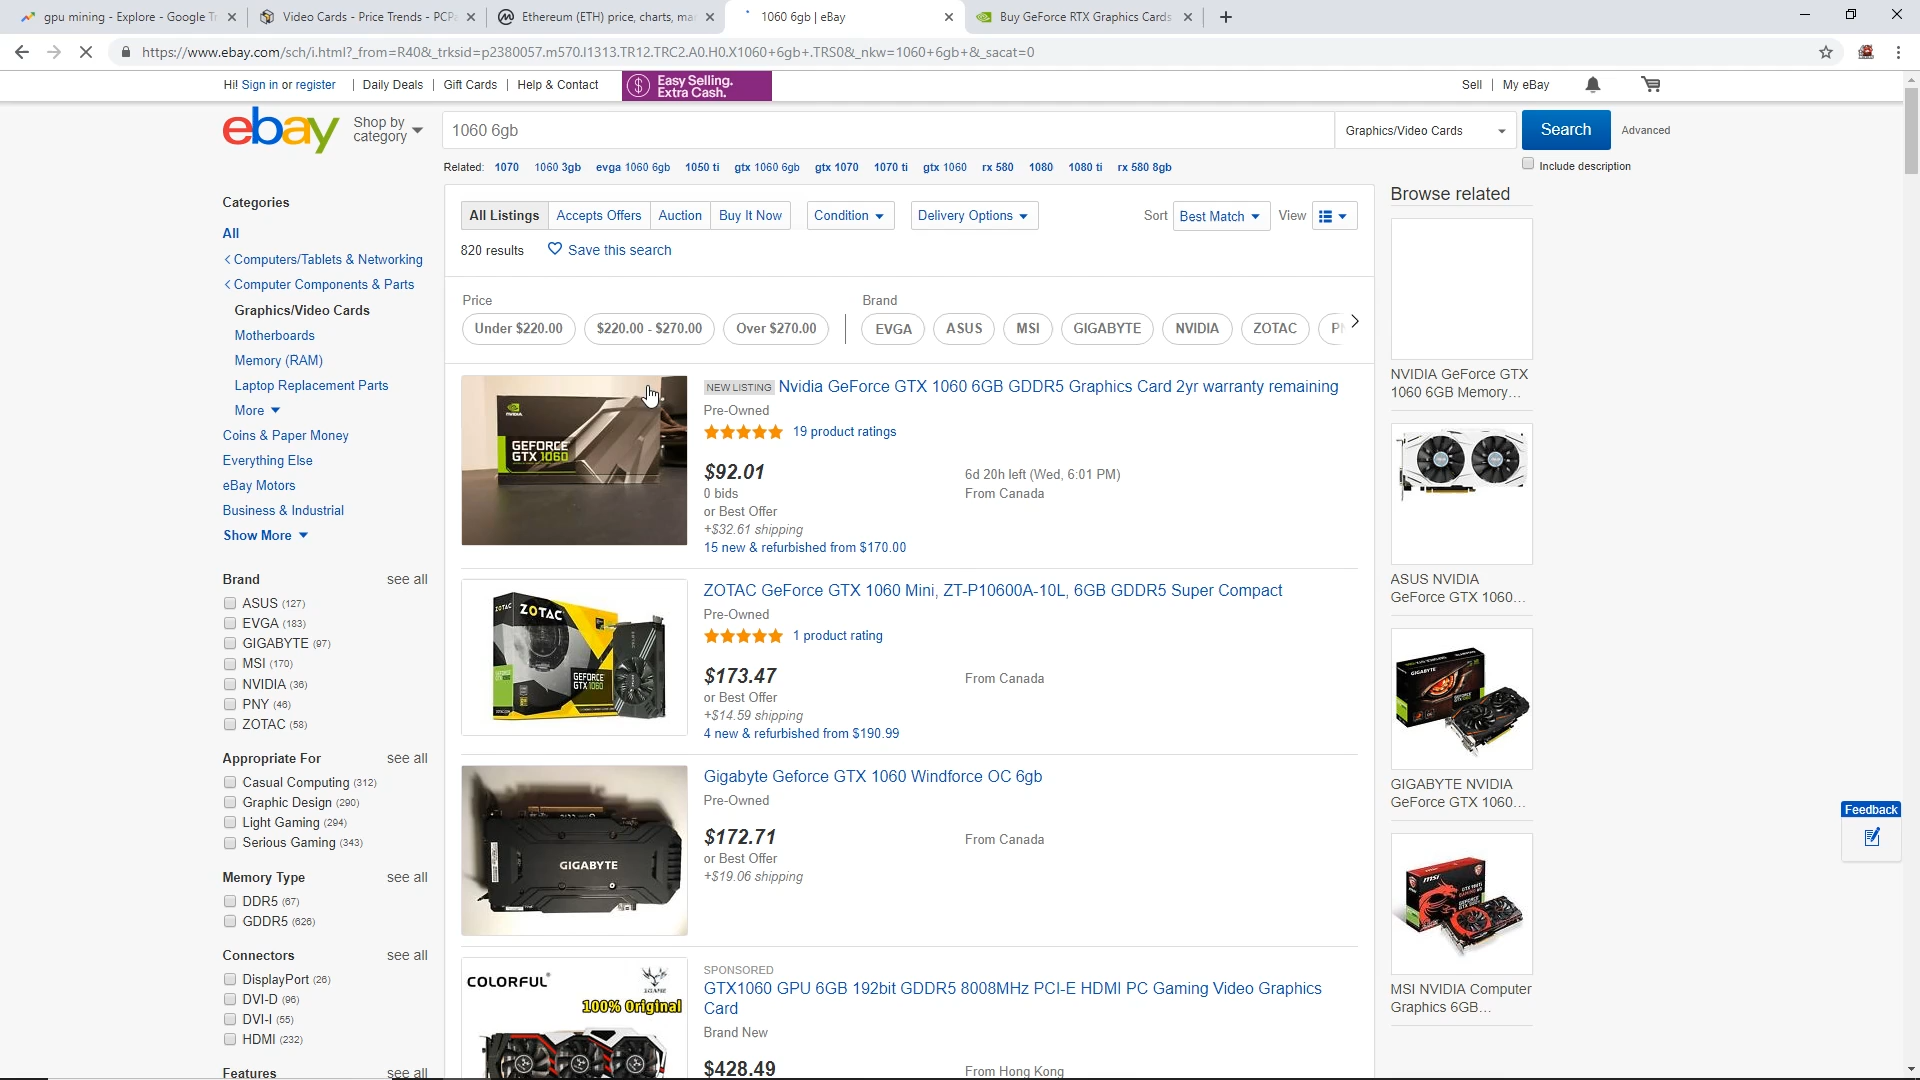 gpu mining - Explore - Google Tr
Video Cards - Price Trends - PCPa
Ethereum (ETH) price, charts, mar
1060 6gb | eBay
Buy GeForce RTX Graphics Cards
https://www.ebay.com/sch/i.html?_from=R40&_trksid=p2380057.m570.l1313.TR12.TRC2.A0.H0.X1060+6gb+.TRS0&_nkw=1060+6gb+&_sacat=0
Hi! Sign in or register
Daily Deals
Gift Cards
Help & Contact
Easy Selling.
Extra Cash.
Sell
My eBay
ebay
Shop by
category
1060 6gb
Graphics/Video Cards
Search
Advanced
Include description
Related: 1070 1060 3gb evga 1060 6gb 1050 ti gtx 1060 6gb gtx 1070 1070 ti gtx 1060 rx 580 1080 1080 ti rx 580 8gb
Categories
All
< Computers/Tablets & Networking
< Computer Components & Parts
Graphics/Video Cards
Motherboards
Memory (RAM)
Laptop Replacement Parts
More
Coins & Paper Money
Everything Else
eBay Motors
Business & Industrial
Show More
Brand see all
ASUS (127)
EVGA (183)
GIGABYTE (97)
MSI (170)
NVIDIA (36)
PNY (46)
ZOTAC (58)
Appropriate For see all
Casual Computing (312)
Graphic Design (290)
Light Gaming (294)
Serious Gaming (343)
Memory Type see all
DDR5 (67)
GDDR5 (626)
Connectors see all
DisplayPort (26)
DVI-D (96)
DVI-I (55)
HDMI (232)
Features see all
All Listings Accepts Offers Auction Buy It Now Condition Delivery Options
Sort Best Match View
820 results Save this search
Price
Under $220.00 $220.00 - $270.00 Over $270.00
Brand
EVGA ASUS MSI GIGABYTE NVIDIA ZOTAC
NVIDIA
GEFORCE
GTX 1060
NEW LISTING Nvidia GeForce GTX 1060 6GB GDDR5 Graphics Card 2yr warranty remaining
Pre-Owned
19 product ratings
$92.01
0 bids
or Best Offer
+$32.61 shipping
15 new & refurbished from $170.00
6d 20h left (Wed, 6:01 PM)
From Canada
ZOTAC
ZOTAC
GEFORCE
GTX 1060
ZOTAC GeForce GTX 1060 Mini, ZT-P10600A-10L, 6GB GDDR5 Super Compact
Pre-Owned
1 product rating
$173.47
or Best Offer
+$14.59 shipping
4 new & refurbished from $190.99
From Canada
GIGABYTE
Gigabyte Geforce GTX 1060 Windforce OC 6gb
Pre-Owned
$172.71
or Best Offer
+$19.06 shipping
From Canada
COLORFUL
100% Original
SPONSORED
GTX1060 GPU 6GB 192bit GDDR5 8008MHz PCI-E HDMI PC Gaming Video Graphics
Card
Brand New
$428.49
From Hong Kong
Browse related
NVIDIA GeForce GTX
1060 6GB Memory...
ASUS NVIDIA
GeForce GTX 1060...
GIGABYTE
GIGABYTE NVIDIA
GeForce GTX 1060...
msi
MSI NVIDIA Computer
Graphics 6GB...
Feedback